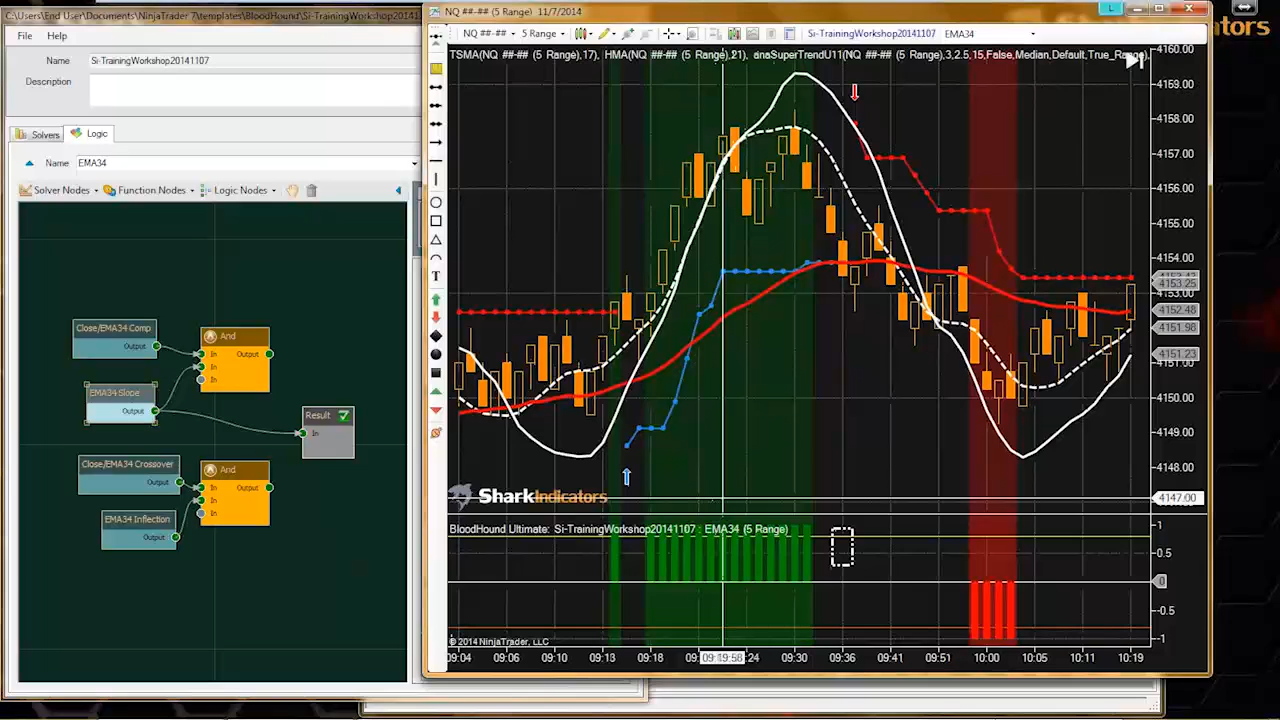 C:\Users\End User\Documents\NinjaTrader 7\templates\BloodHound\Si-TrainingWorkshop20141107
File Help
Name Si-TrainingWorkshop20141107
Description
Solvers Logic
Name EMA34
Solver Nodes Function Nodes Logic Nodes
Close/EMA34 Comp
Output
And
In Output
In
In
EMA34 Slope
Output
Result
In
Close/EMA34 Crossover
Output
And
In Output
In
In
EMA34 Inflection
Output
NQ ##-## (5 Range) 11/7/2014
L
NQ ##-## 5 Range Si-TrainingWorkshop20141107 EMA34
TSMA(NQ ##-## (5 Range),17), HMA(NQ ##-## (5 Range),21), anaSuperTrendU11(NQ ##-## (5 Range),3,2.5,15,False,Median,Default,True_Range),
T
4160.00
4159.00
4158.00
4157.00
4156.00
4155.00
4154.00
4153.25
4153.00
4152.48
4151.98
4151.23
4151.00
4150.00
4149.00
4148.00
4147.00
SharkIndicators
BloodHound Ultimate: Si-TrainingWorkshop20141107 : EMA34 (5 Range)
1
0.5
0
-0.5
-1
© 2014 NinjaTrader, LLC
09:04 09:06 09:10 09:13 09:18 09:19:58 :24 09:30 09:36 09:41 09:51 10:00 10:05 10:11 10:19